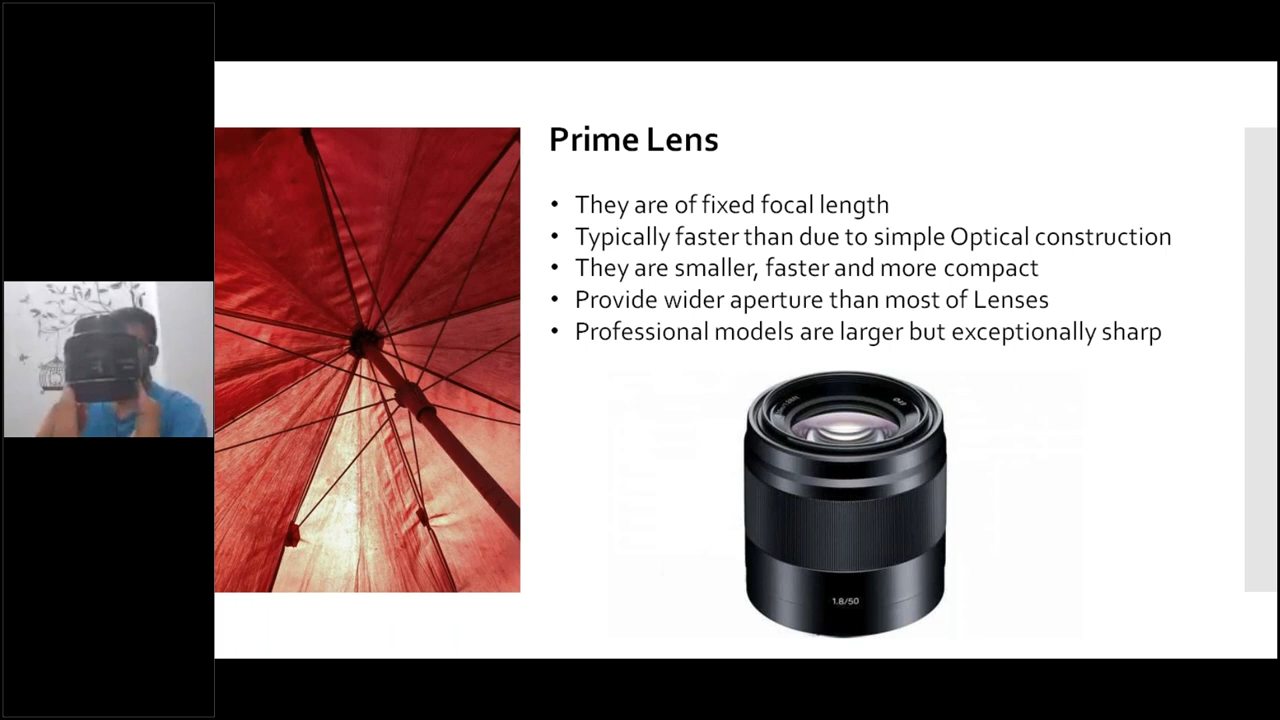 Prime Lens
• They are of fixed focal length
• Typically faster than due to simple Optical construction
• They are smaller, faster and more compact
• Provide wider aperture than most of Lenses
• Professional models are larger but exceptionally sharp
1.8/50